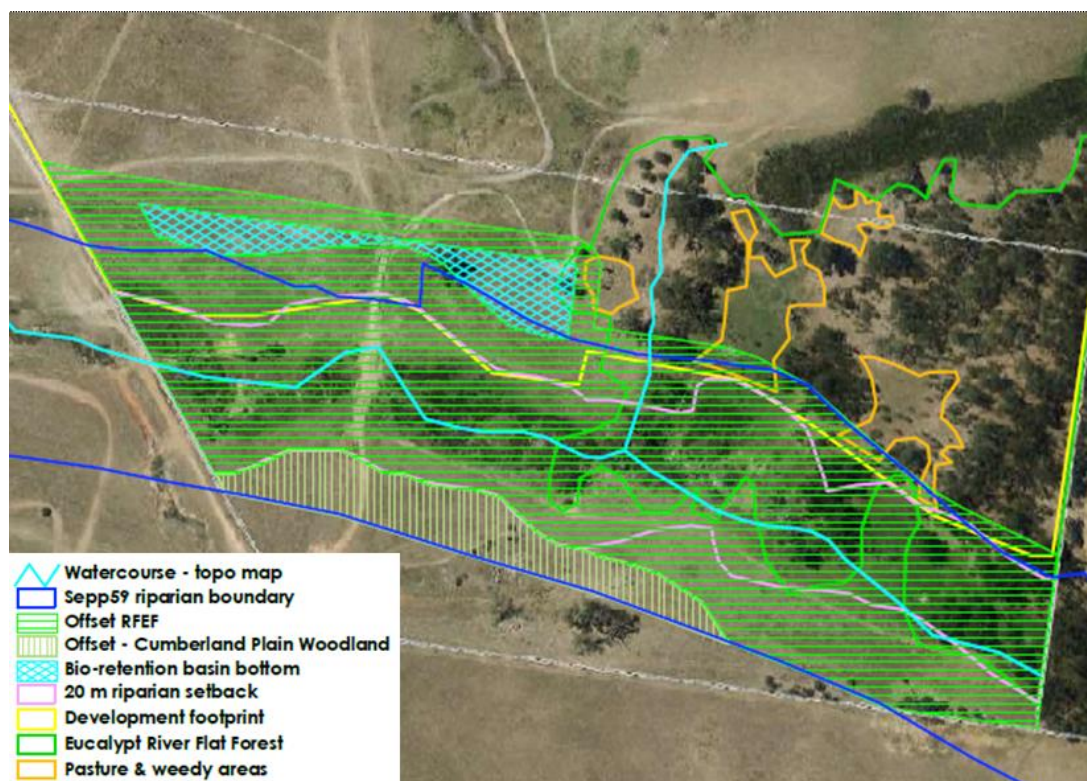 Watercourse - topo map
Sepp59 riparian boundary
Offset RFEF
Offset - Cumberland Plain Woodland
Bio-retention basin bottom
20 m riparian setback
Development footprint
Eucalypt River Flat Forest
Pasture & weedy areas